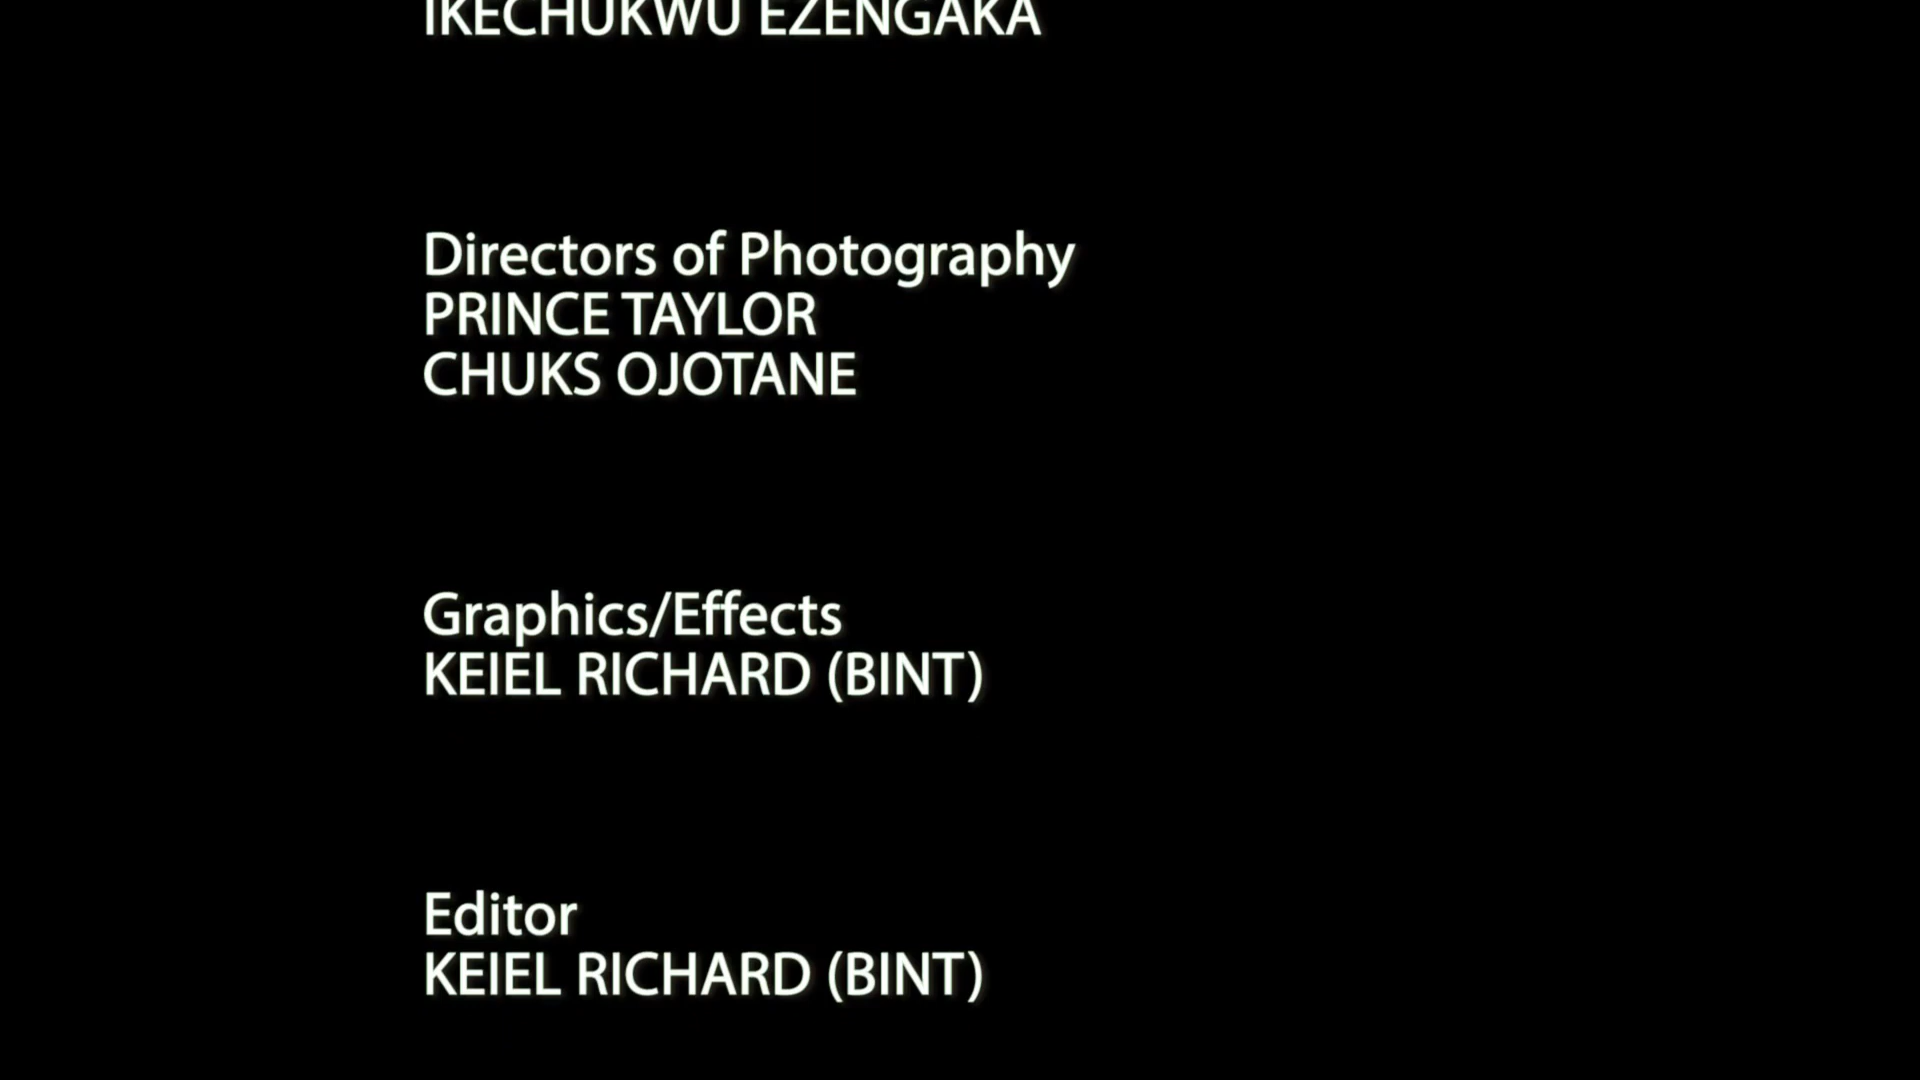 IKECHUKWU EZENGAKA
Directors of Photography
PRINCE TAYLOR
CHUKS OJOTANE
Graphics/Effects
KEIEL RICHARD (BINT)
Editor
KEIEL RICHARD (BINT)